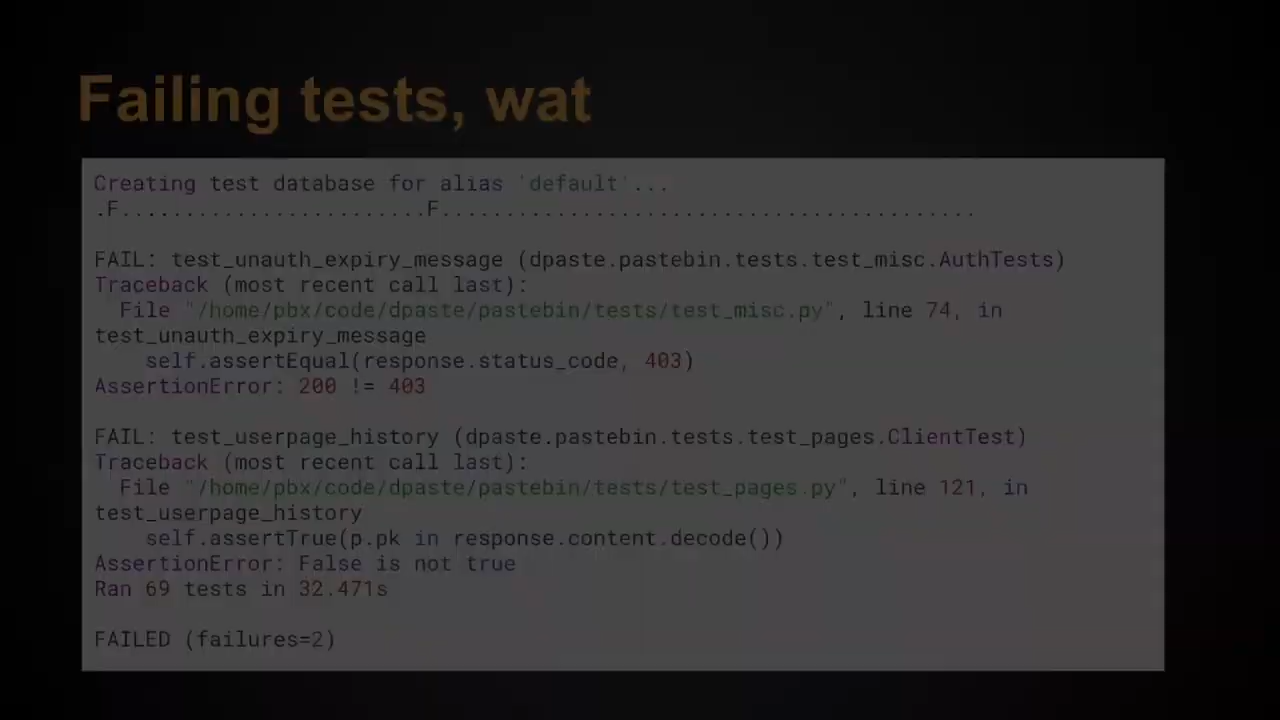 Failing tests, wat
Creating test database for alias 'default'...
.F........................F..........................................
FAIL: test_unauth_expiry_message (dpaste.pastebin.tests.test_misc.AuthTests)
Traceback (most recent call last):
File "/home/pbx/code/dpaste/pastebin/tests/test_misc.py", line 74, in
test_unauth_expiry_message
self.assertEqual(response.status_code, 403)
AssertionError: 200 != 403
FAIL: test_userpage_history (dpaste.pastebin.tests.test_pages.ClientTest)
Traceback (most recent call last):
File "/home/pbx/code/dpaste/pastebin/tests/test_pages.py", line 121, in
test_userpage_history
self.assertTrue(p.pk in response.content.decode())
AssertionError: False is not true
Ran 69 tests in 32.471s
FAILED (failures=2)